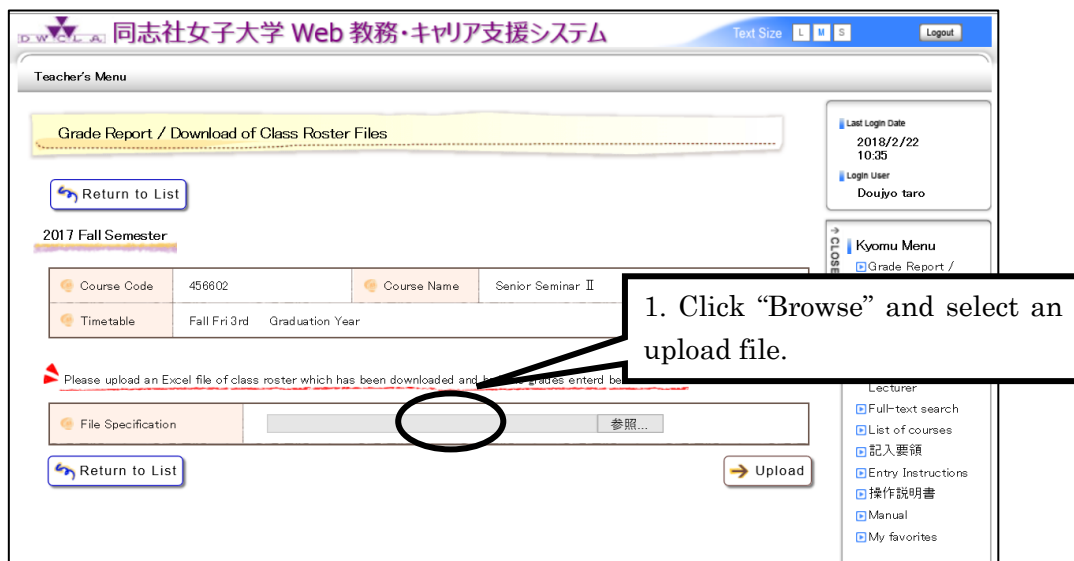 DWCLA 同志社女子大学 Web 教務・キャリア支援システム
Text Size L M S
Logout
Teacher's Menu
Grade Report / Download of Class Roster Files
Return to List
2017 Fall Semester
Course Code 456602 Course Name Senior Seminar Ⅱ
Timetable Fall Fri 3rd Graduation Year
Please upload an Excel file of class roster which has been downloaded and grades enterd
File Specification 参照...
Return to List
Upload
Last Login Date
2018/2/22
10:35
Login User
Doujyo taro
→ CLOSE
Kyomu Menu
Grade Report /
1. Click “Browse” and select an
upload file.
Lecturer
Full-text search
List of courses
記入要領
Entry Instructions
操作説明書
Manual
My favorites